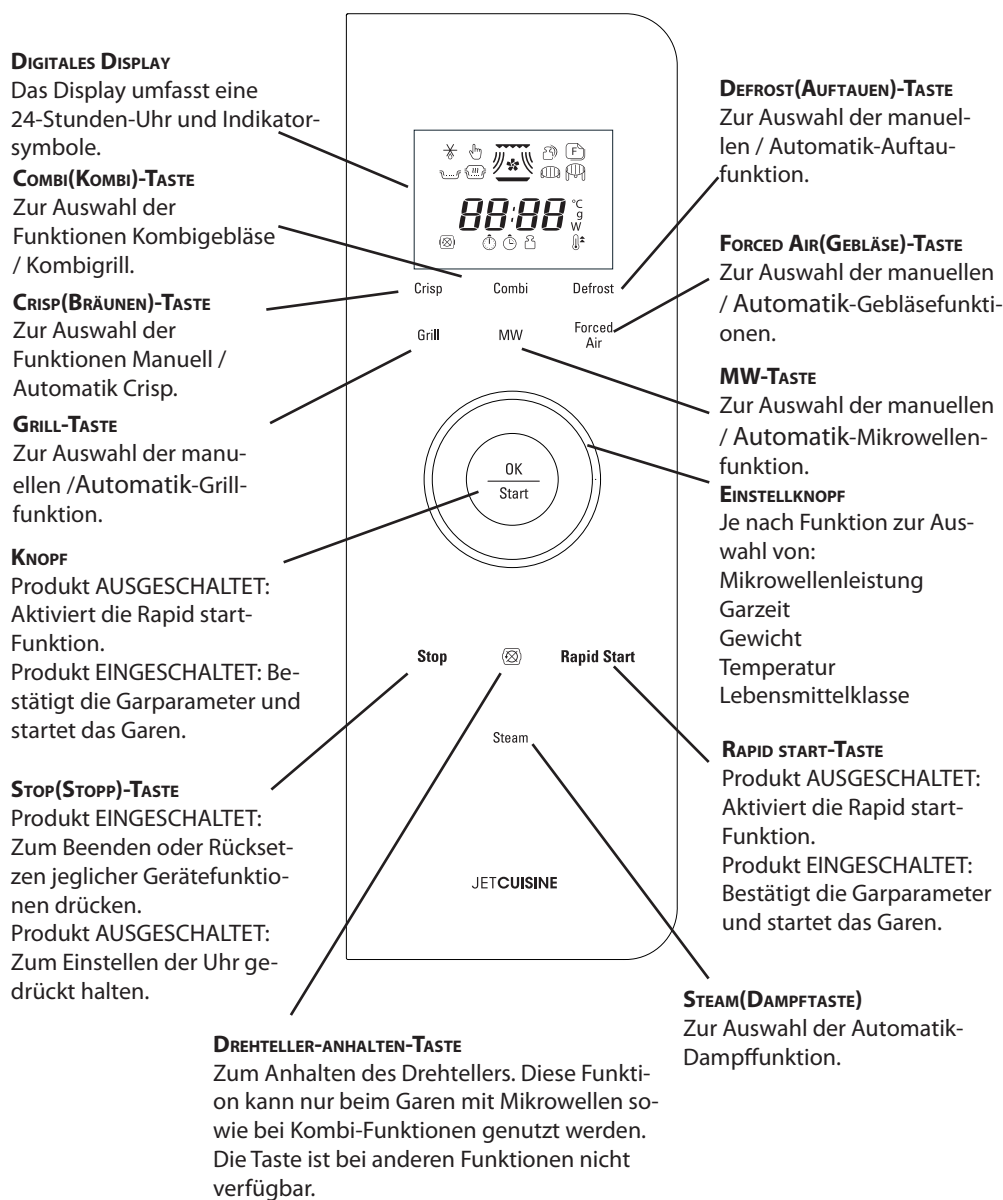 DIGITALES DISPLAY
Das Display umfasst eine
24-Stunden-Uhr und Indikator-
symbole.
COMBI(KOMBI)-TASTE
Zur Auswahl der
Funktionen Kombigebläse
/ Kombigrill.
CRISP(BRÄUNEN)-TASTE
Zur Auswahl der
Funktionen Manuell /
Automatik Crisp.
GRILL-TASTE
Zur Auswahl der manu-
ellen /Automatik-Grill-
funktion.
KNOPF
Produkt AUSGESCHALTET:
Aktiviert die Rapid start-
Funktion.
Produkt EINGESCHALTET: Be-
stätigt die Garparameter und
startet das Garen.
STOP(STOPP)-TASTE
Produkt EINGESCHALTET:
Zum Beenden oder Rückset-
zen jeglicher Gerätefunktio-
nen drücken.
Produkt AUSGESCHALTET:
Zum Einstellen der Uhr ge-
drückt halten.
F
88:88 °C
g
W
Crisp Combi Defrost
Grill MW Forced
Air
OK
Start
Stop Rapid Start
Steam
JETCUISINE
DEFROST(AUFTAUEN)-TASTE
Zur Auswahl der manuel-
len / Automatik-Auftau-
funktion.
FORCED AIR(GEBLÄSE)-TASTE
Zur Auswahl der manuellen
/ Automatik-Gebläsefunkti-
onen.
MW-TASTE
Zur Auswahl der manuellen
/ Automatik-Mikrowellen-
funktion.
EINSTELLKNOPF
Je nach Funktion zur Aus-
wahl von:
Mikrowellenleistung
Garzeit
Gewicht
Temperatur
Lebensmittelklasse
RAPID START-TASTE
Produkt AUSGESCHALTET:
Aktiviert die Rapid start-
Funktion.
Produkt EINGESCHALTET:
Bestätigt die Garparameter
und startet das Garen.
STEAM(DAMPFTASTE)
Zur Auswahl der Automatik-
Dampffunktion.
DREHTELLER-ANHALTEN-TASTE
Zum Anhalten des Drehtellers. Diese Funkti-
on kann nur beim Garen mit Mikrowellen so-
wie bei Kombi-Funktionen genutzt werden.
Die Taste ist bei anderen Funktionen nicht
verfügbar.